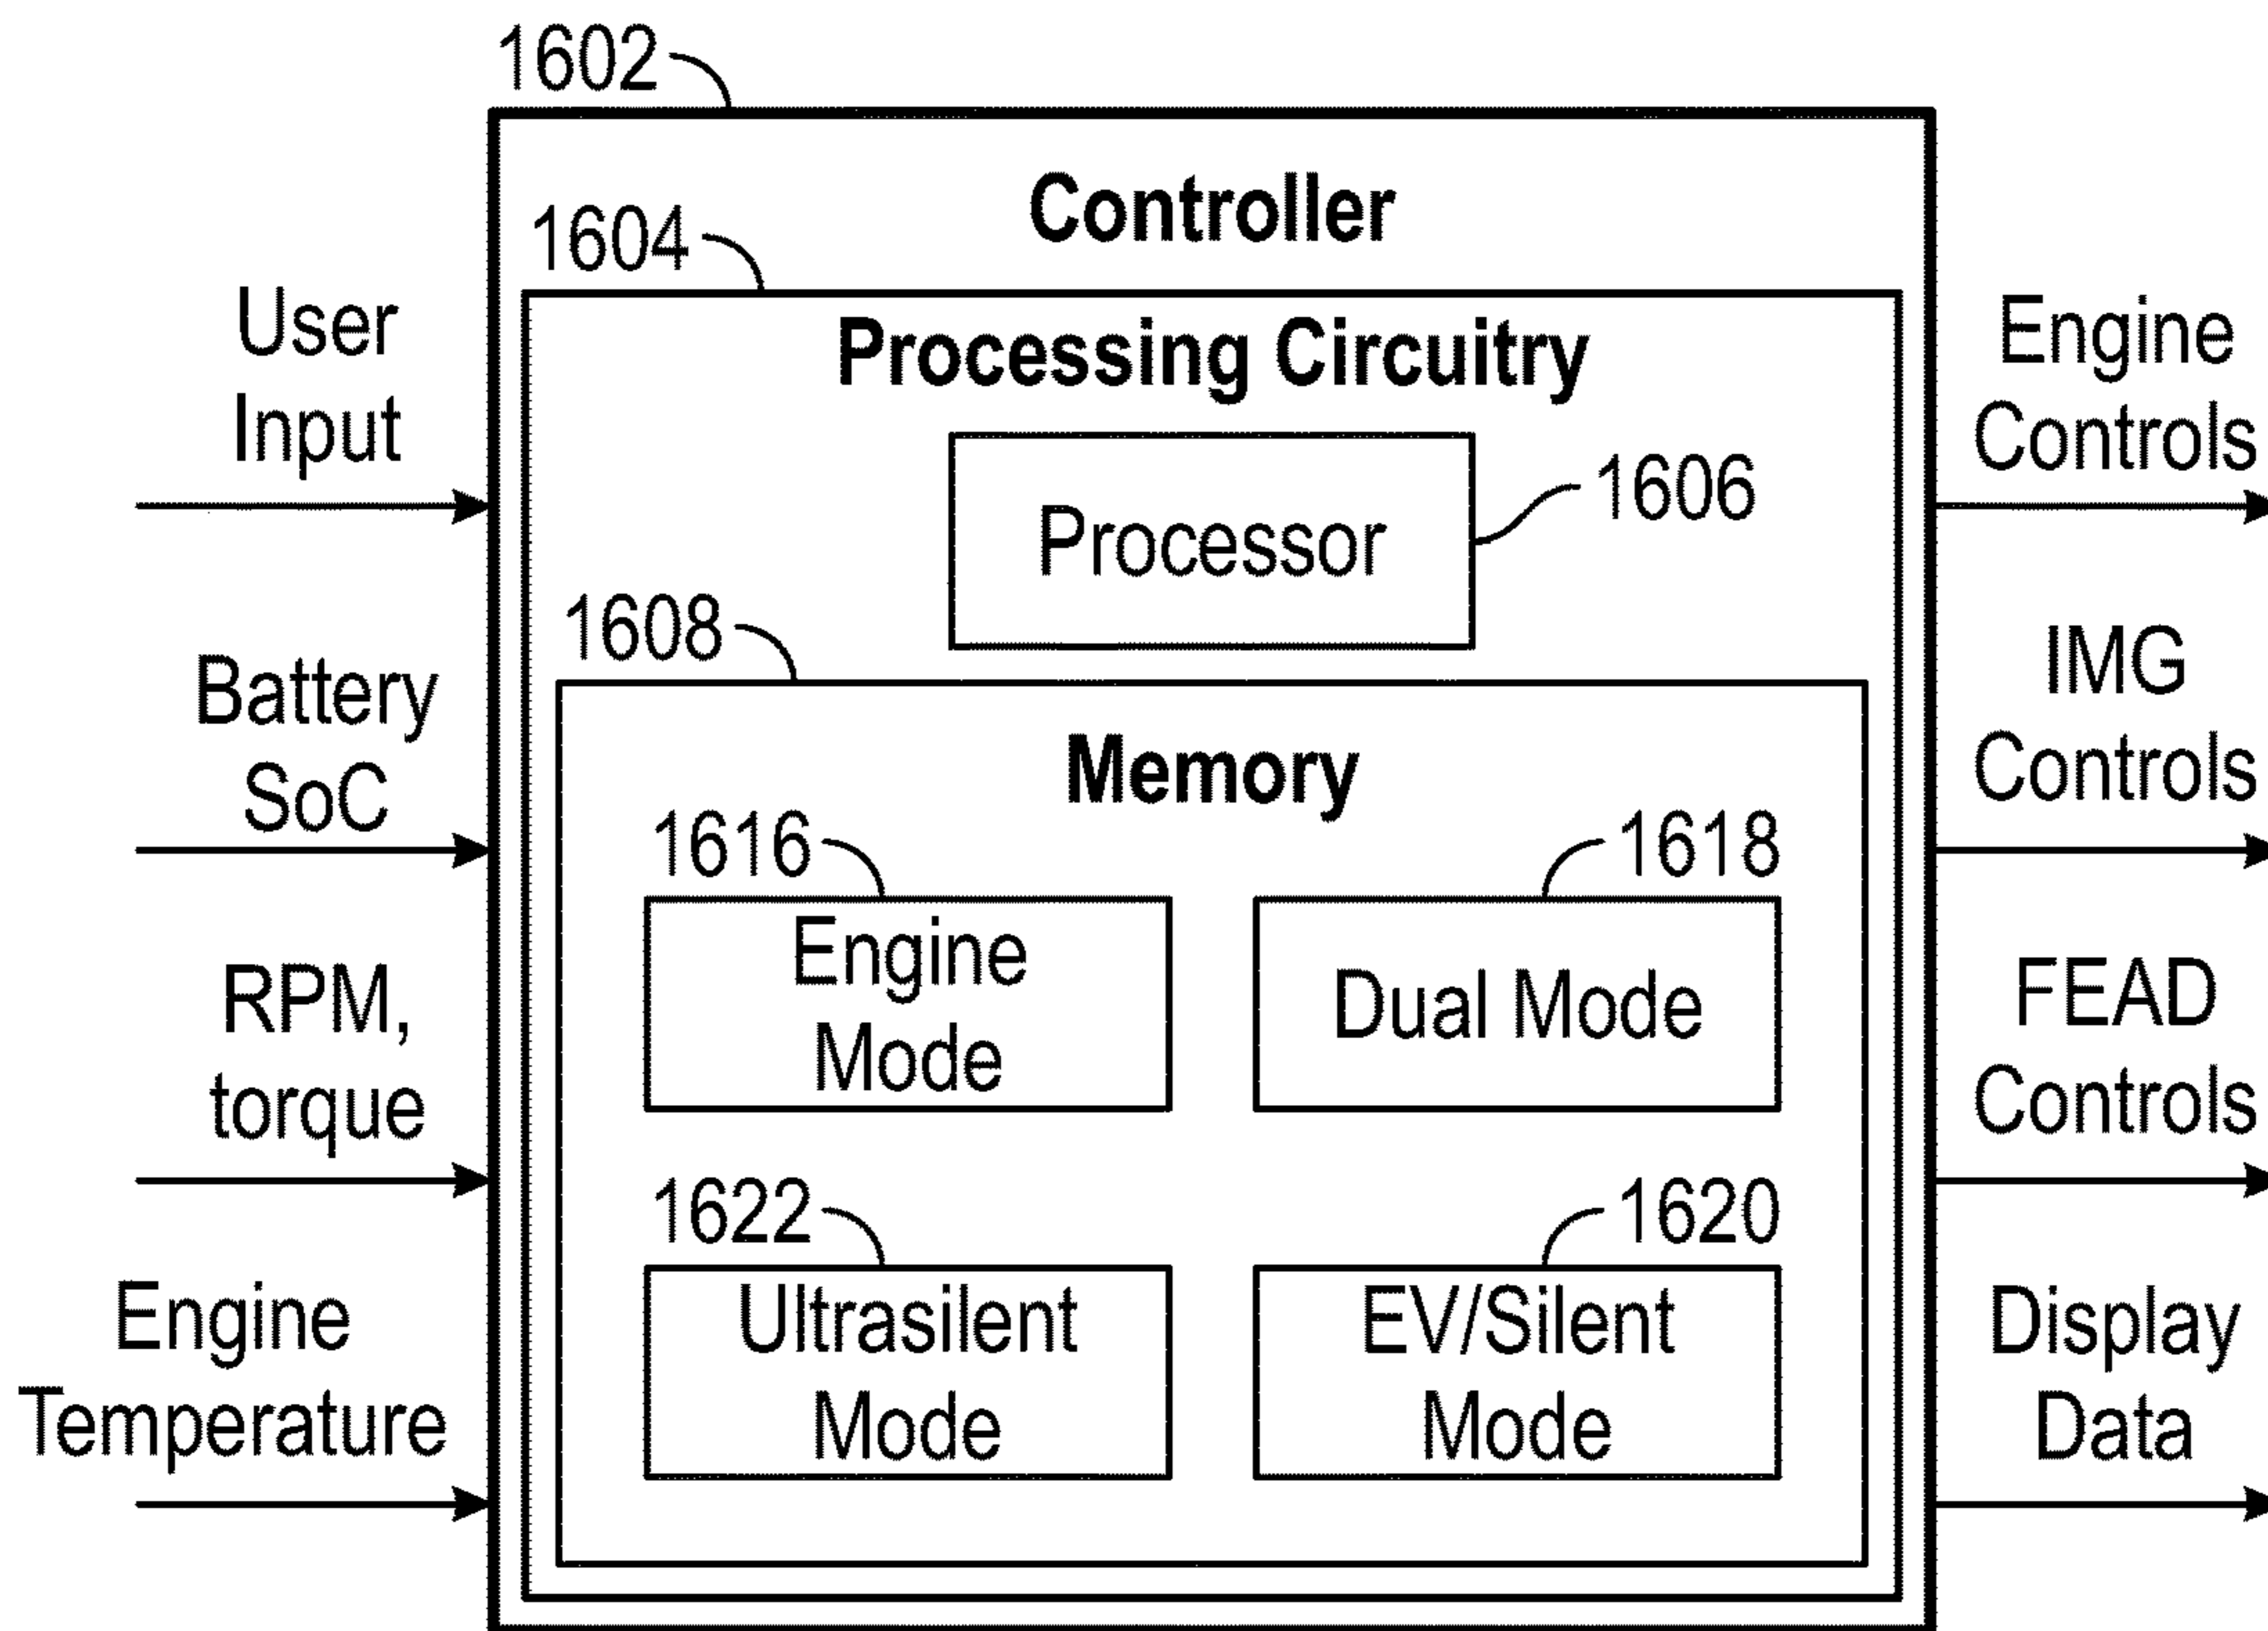 1602
Controller
1604
Processing Circuitry
Processor
1606
1608
Memory
1616
Engine
Mode
1618
Dual Mode
1622
Ultrasilent
Mode
1620
EV/Silent
Mode
User
Input
Battery
SoC
RPM,
torque
Engine
Temperature
Engine
Controls
IMG
Controls
FEAD
Controls
Display
Data